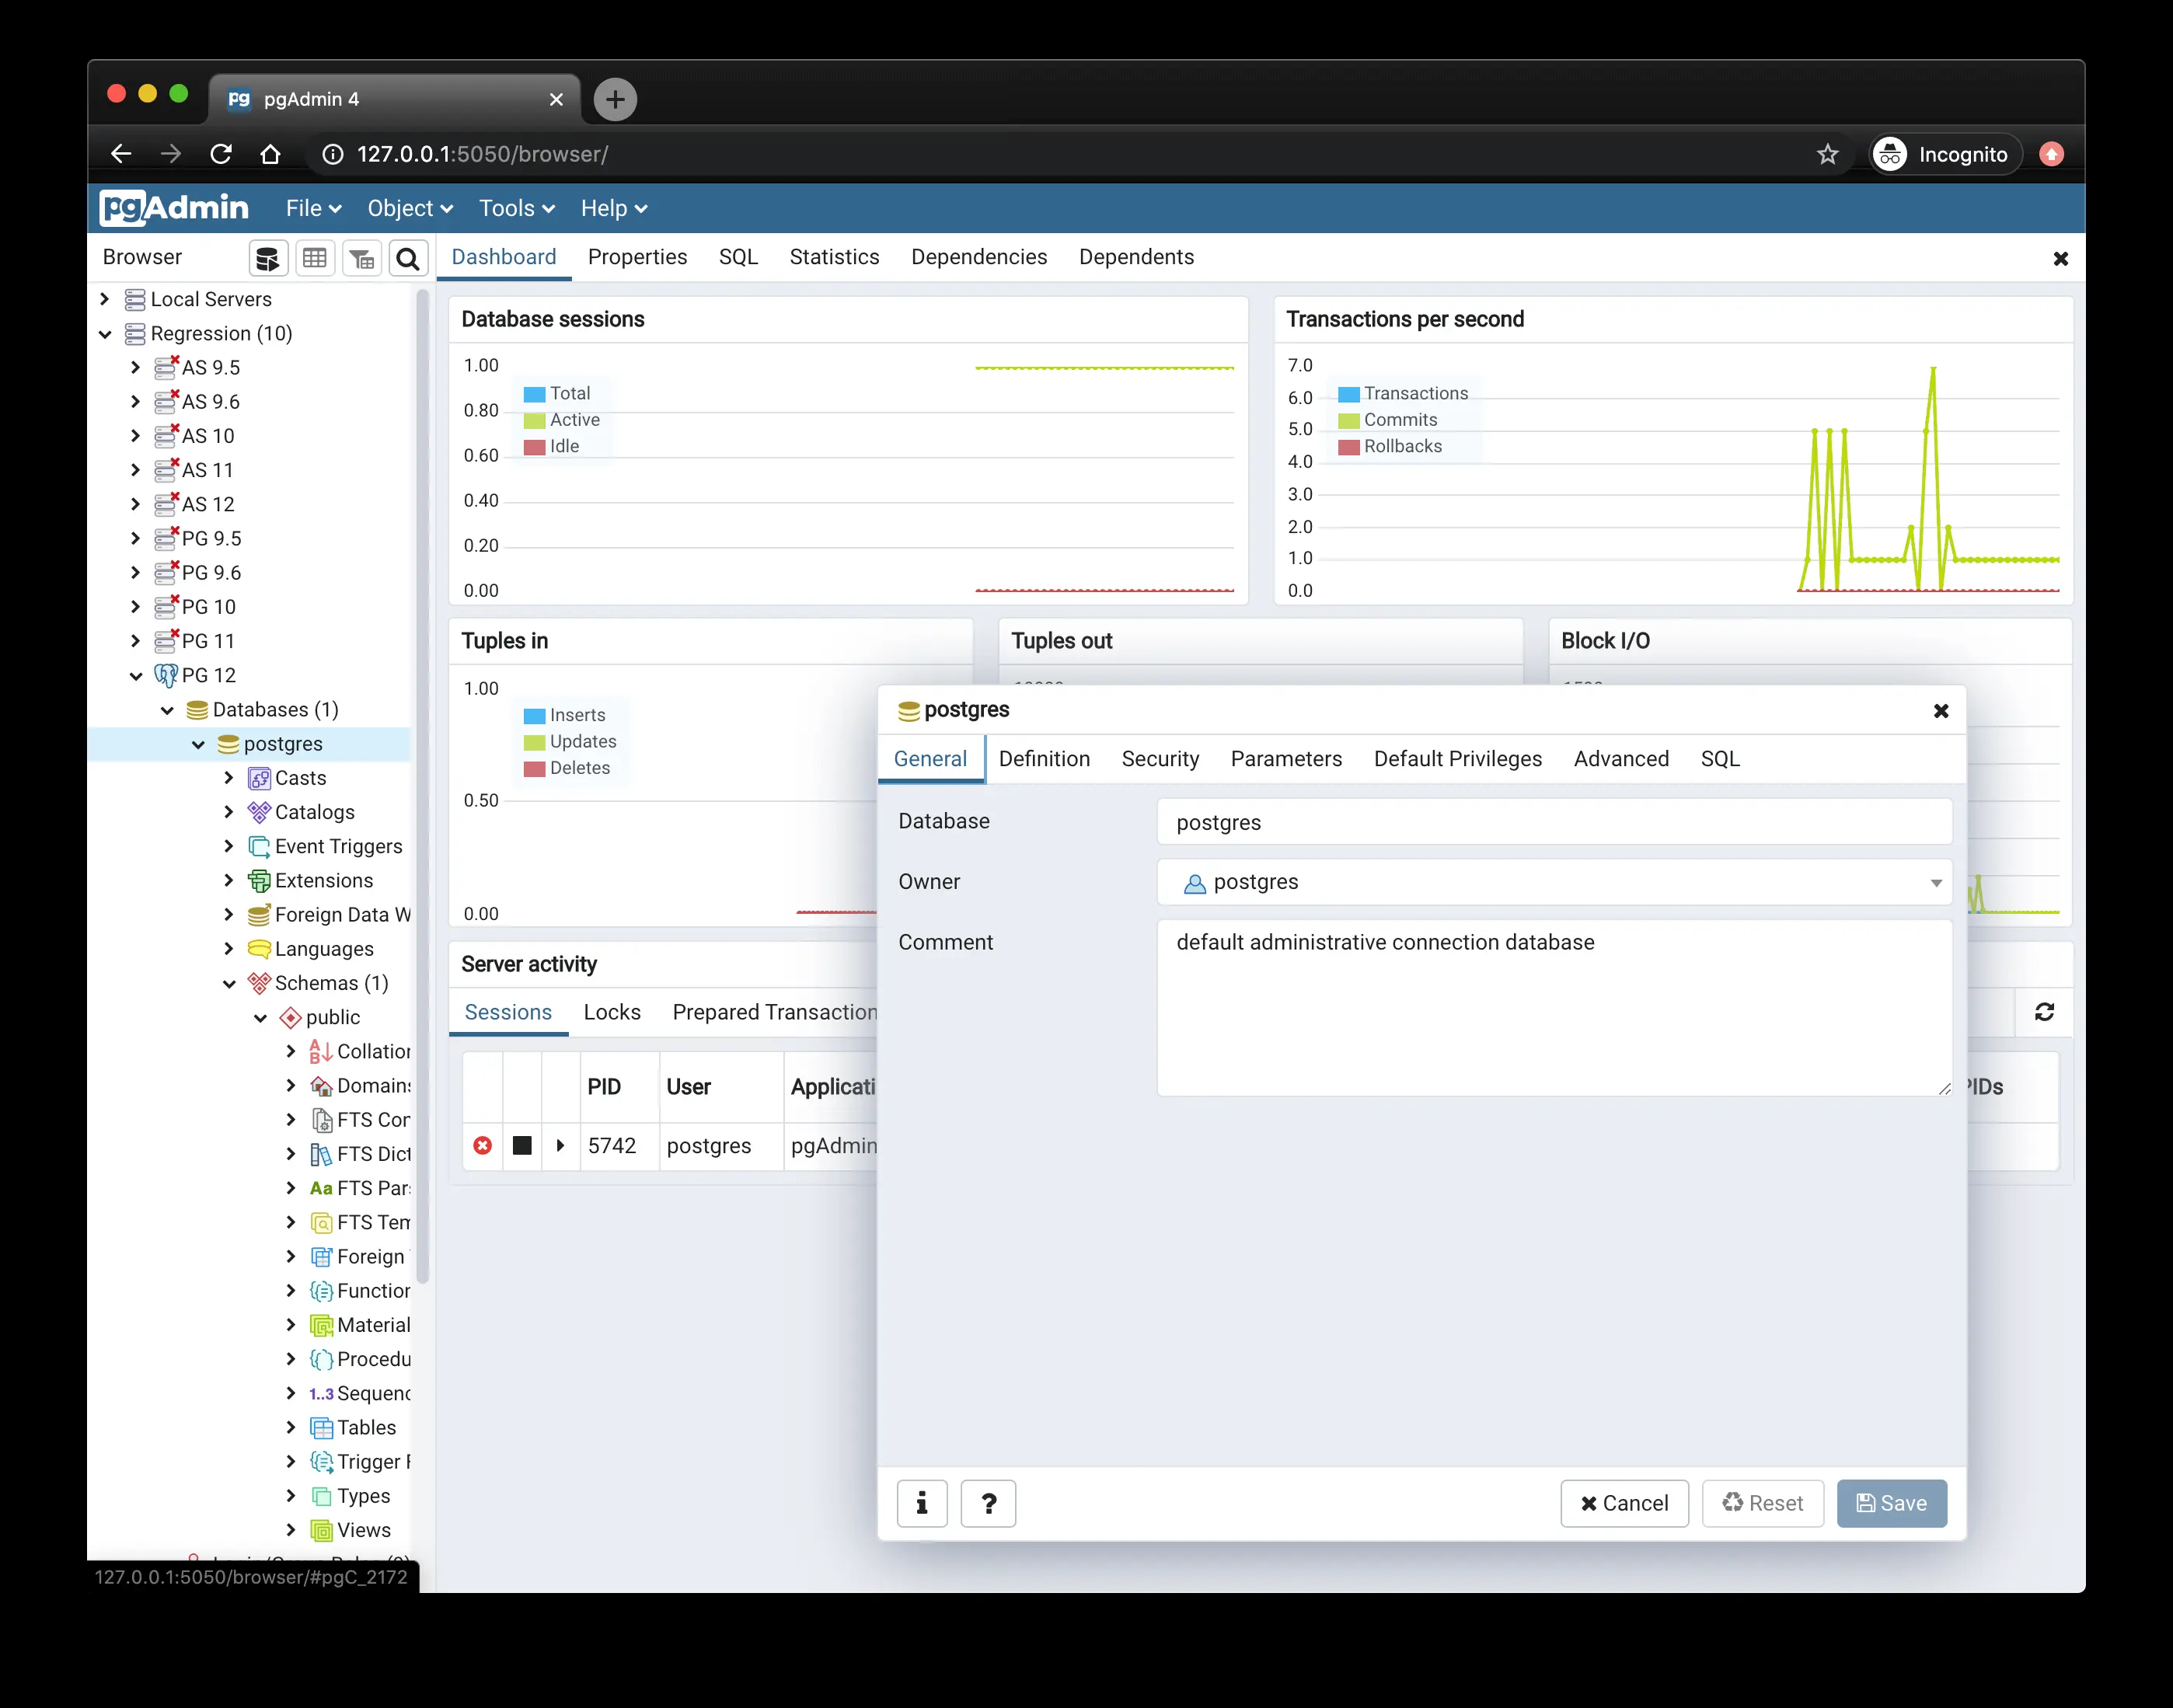 pg pgAdmin 4
127.0.0.1:5050/browser/
Incognito
pgAdmin File Object Tools Help
Browser
Dashboard Properties SQL Statistics Dependencies Dependents
Local Servers
Regression (10)
AS 9.5
AS 9.6
AS 10
AS 11
AS 12
PG 9.5
PG 9.6
PG 10
PG 11
PG 12
Databases (1)
postgres
Casts
Catalogs
Event Triggers
Extensions
Foreign Data W
Languages
Schemas (1)
public
Collation
Domains
FTS Con
FTS Dict
Aa FTS Par
FTS Tem
Foreign
Function
Material
Procedu
1..3 Sequenc
Tables
Trigger F
Types
Views
127.0.0.1:5050/browser/#pgC_2172
Database sessions
1.00
0.80
0.60
0.40
0.20
0.00
Total
Active
Idle
Transactions per second
7.0
6.0
5.0
4.0
3.0
2.0
1.0
0.0
Transactions
Commits
Rollbacks
Tuples in
1.00
0.50
0.00
Inserts
Updates
Deletes
Tuples out
Block I/O
Server activity
Sessions Locks Prepared Transaction
PID User Applicati
PIDs
5742 postgres pgAdmin
postgres
General Definition Security Parameters Default Privileges Advanced SQL
Database postgres
Owner postgres
Comment default administrative connection database
i ? Cancel Reset Save